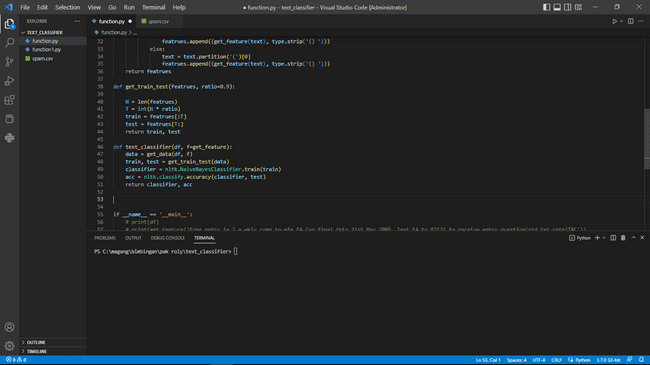 File Edit Selection View Go Run Terminal Help
● function.py - text_classifier - Visual Studio Code [Administrator]
EXPLORER
TEXT_CLASSIFIER
function.py
function1.py
spam.csv
OUTLINE
TIMELINE
function.py ● spam.csv
function.py > ...
32 featrues.append((get_feature(text), type.strip('() ')))
33 else:
34 text = text.partition('(')[0]
35 featrues.append((get_feature(text), type.strip('() ')))
36 return featrues
37
38 def get_train_test(featrues, ratio=0.9):
39
40 N = len(featrues)
41 T = int(N * ratio)
42 train = featrues[:T]
43 test = featrues[T:]
44 return train, test
45
46 def text_classifier(df, f=get_feature):
47 data = get_data(df, f)
48 train, test = get_train_test(data)
49 classifier = nltk.NaiveBayesClassifier.train(train)
50 acc = nltk.classify.accuracy(classifier, test)
51 return classifier, acc
52
53
54
55 if __name__ == '__main__':
56 # print(df)
57 # print(get_feature('Free entry in 2 a wkly comp to win FA Cup final tkts 21st May 2005. Text FA to 87121 to receive entry question(std txt rate)
PROBLEMS OUTPUT DEBUG CONSOLE TERMINAL
Python
PS C:\magang\bimbingan\pak roly\text_classifier>
0 0
Ln 53, Col 1 Spaces: 4 UTF-8 CRLF Python 3.7.0 32-bit